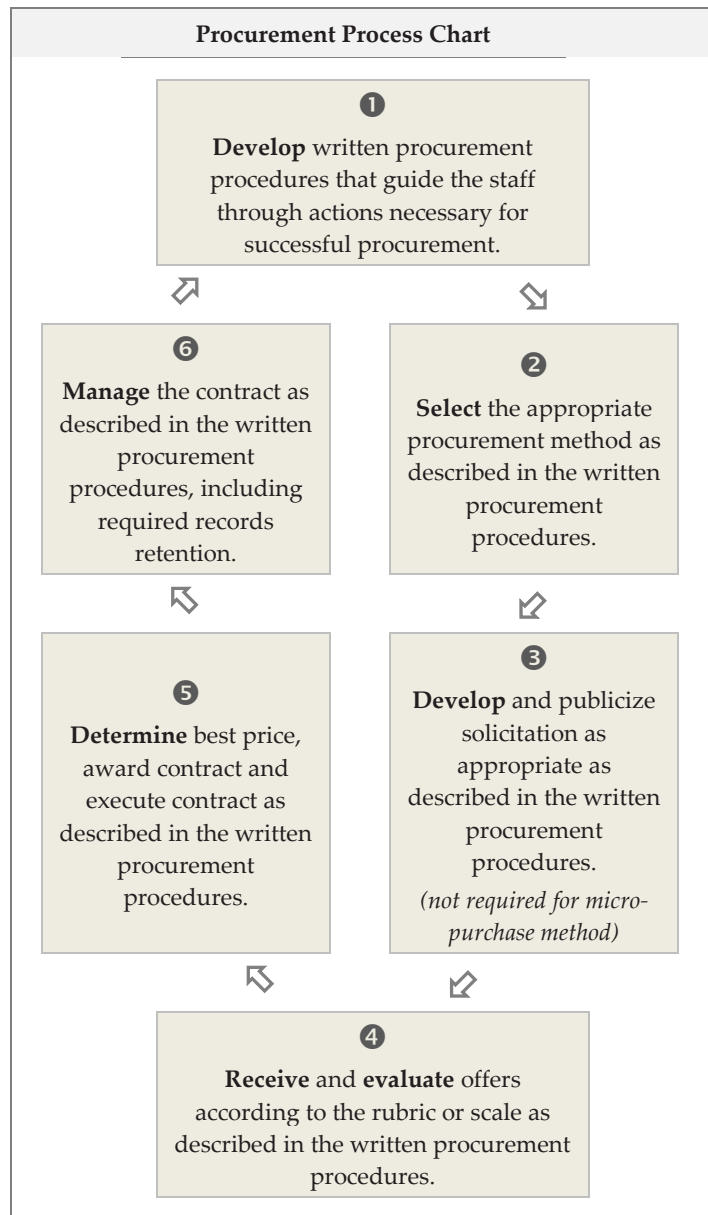 Procurement Process Chart
❶
Develop written procurement
procedures that guide the staff
through actions necessary for
successful procurement.
❷
Select the appropriate
procurement method as
described in the written
procurement
procedures.
❸
Develop and publicize
solicitation as
appropriate as
described in the written
procurement
procedures.
(not required for micro-
purchase method)
❹
Receive and evaluate offers
according to the rubric or scale as
described in the written procurement
procedures.
❺
Determine best price,
award contract and
execute contract as
described in the written
procurement
procedures.
❻
Manage the contract as
described in the written
procurement
procedures, including
required records
retention.